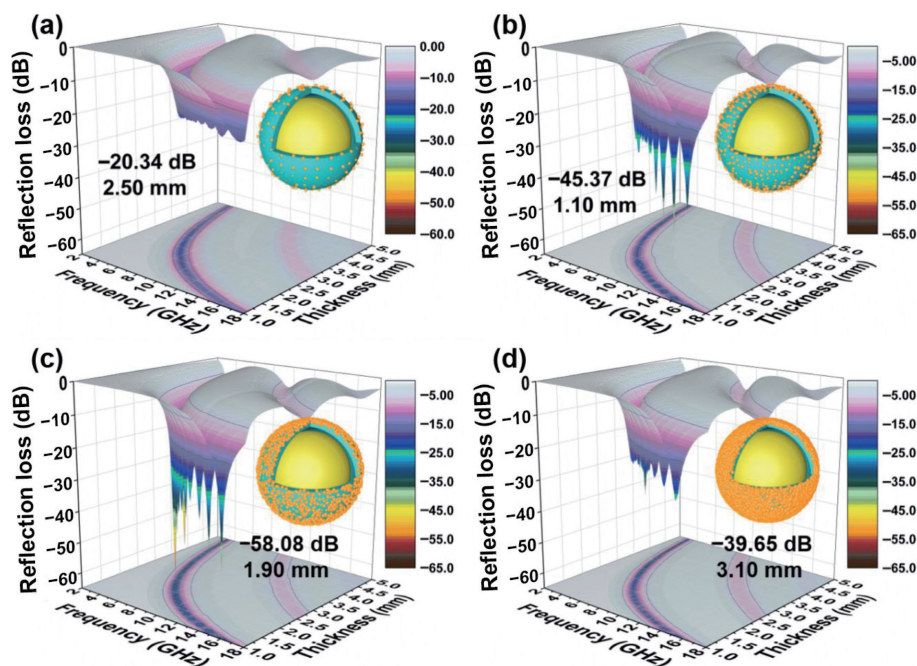 (a)
Reflection loss (dB)
0
−10
−20
−30
−40
−50
−60
−20.34 dB
2.50 mm
2 4 6 8 10 12 14 16 18
Frequency (GHz)
1.0 1.5 2.0 2.5 3.0 3.5 4.0 4.5 5.0
Thickness (mm)
0.00
−10.0
−20.0
−30.0
−40.0
−50.0
−60.0
(b)
Reflection loss (dB)
0
−10
−20
−30
−40
−50
−60
−45.37 dB
1.10 mm
2 4 6 8 10 12 14 16 18
Frequency (GHz)
1.0 1.5 2.0 2.5 3.0 3.5 4.0 4.5 5.0
Thickness (mm)
−5.00
−15.0
−25.0
−35.0
−45.0
−55.0
−65.0
(c)
Reflection loss (dB)
0
−10
−20
−30
−40
−50
−60
−58.08 dB
1.90 mm
2 4 6 8 10 12 14 16 18
Frequency (GHz)
1.0 1.5 2.0 2.5 3.0 3.5 4.0 4.5 5.0
Thickness (mm)
−5.00
−15.0
−25.0
−35.0
−45.0
−55.0
−65.0
(d)
Reflection loss (dB)
0
−10
−20
−30
−40
−50
−60
−39.65 dB
3.10 mm
2 4 6 8 10 12 14 16 18
Frequency (GHz)
1.0 1.5 2.0 2.5 3.0 3.5 4.0 4.5 5.0
Thickness (mm)
−5.00
−15.0
−25.0
−35.0
−45.0
−55.0
−65.0